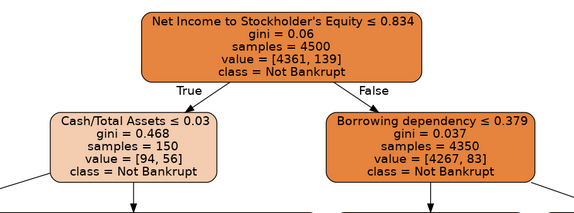 Net Income to Stockholder's Equity ≤ 0.834
gini = 0.06
samples = 4500
value = [4361, 139]
class = Not Bankrupt
True
False
Cash/Total Assets ≤ 0.03
gini = 0.468
samples = 150
value = [94, 56]
class = Not Bankrupt
Borrowing dependency ≤ 0.379
gini = 0.037
samples = 4350
value = [4267, 83]
class = Not Bankrupt